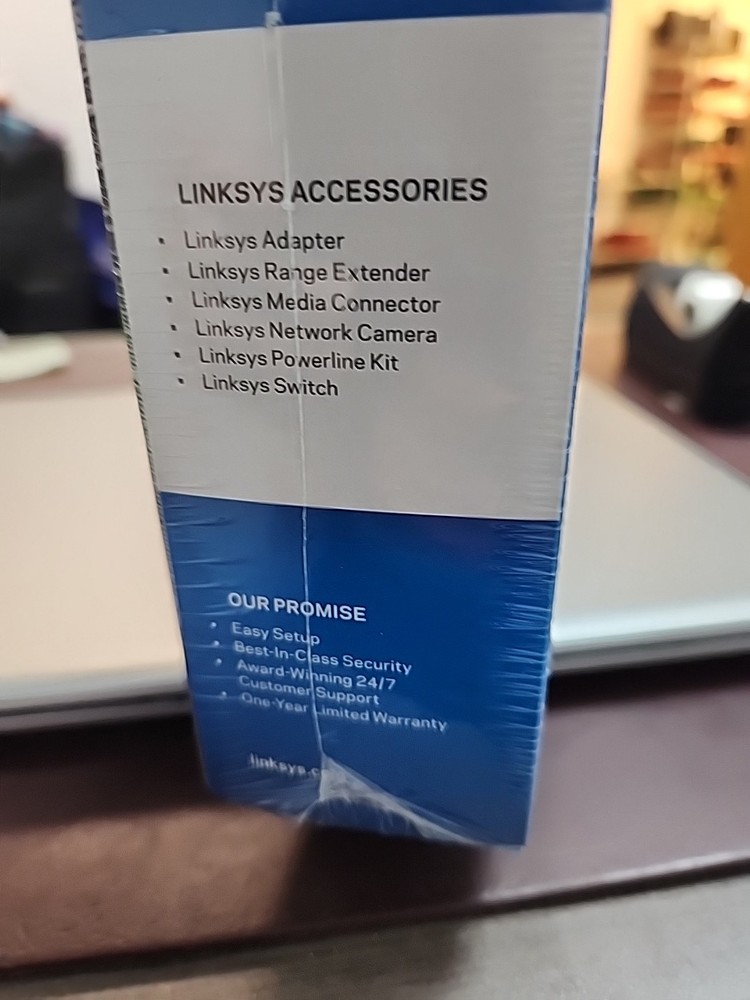 LINKSYS ACCESSORIES
• Linksys Adapter
• Linksys Range Extender
• Linksys Media Connector
• Linksys Network Camera
• Linksys Powerline Kit
• Linksys Switch
OUR PROMISE
• Easy Setup
• Best-In-Class Security
• Award-Winning 24/7
Customer Support
• One-Year Limited Warranty
linksys.c